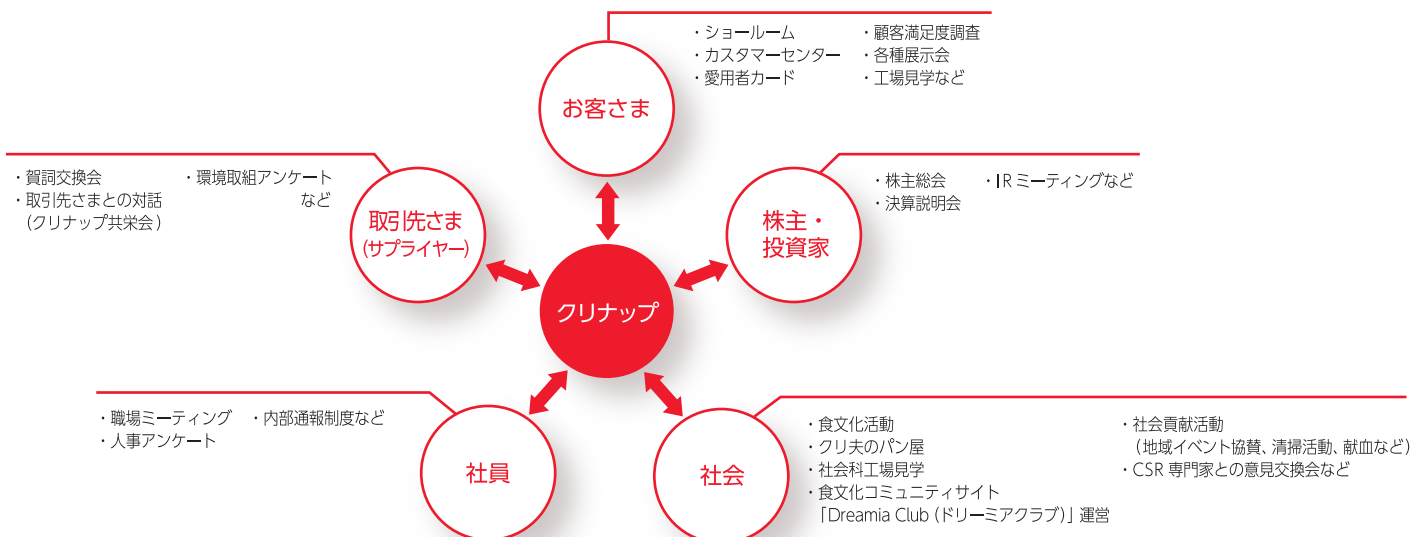 ・ショールーム
・カスタマーセンター
・愛用者カード
・顧客満足度調査
・各種展示会
・工場見学など
お客さま
・賀詞交換会
・取引先さまとの対話
（クリナップ共栄会）
・環境取組アンケート
など
取引先さま
（サプライヤー）
・株主総会
・決算説明会
・IRミーティングなど
株主・
投資家
クリナップ
・職場ミーティング
・人事アンケート
・内部通報制度など
社員
・食文化活動
・クリ夫のパン屋
・社会科工場見学
・食文化コミュニティサイト
「Dreamia Club（ドリーミアクラブ）」運営
・社会貢献活動
（地域イベント協賛、清掃活動、献血など）
・CSR 専門家との意見交換会など
社会